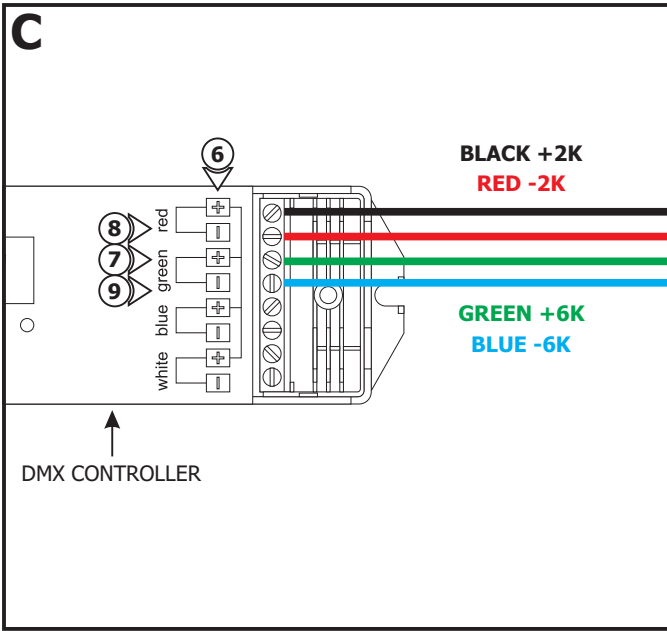 C
6
BLACK +2K
RED -2K
8
red
+
−
7
green
+
−
9
blue
+
−
white
+
−
GREEN +6K
BLUE -6K
DMX CONTROLLER